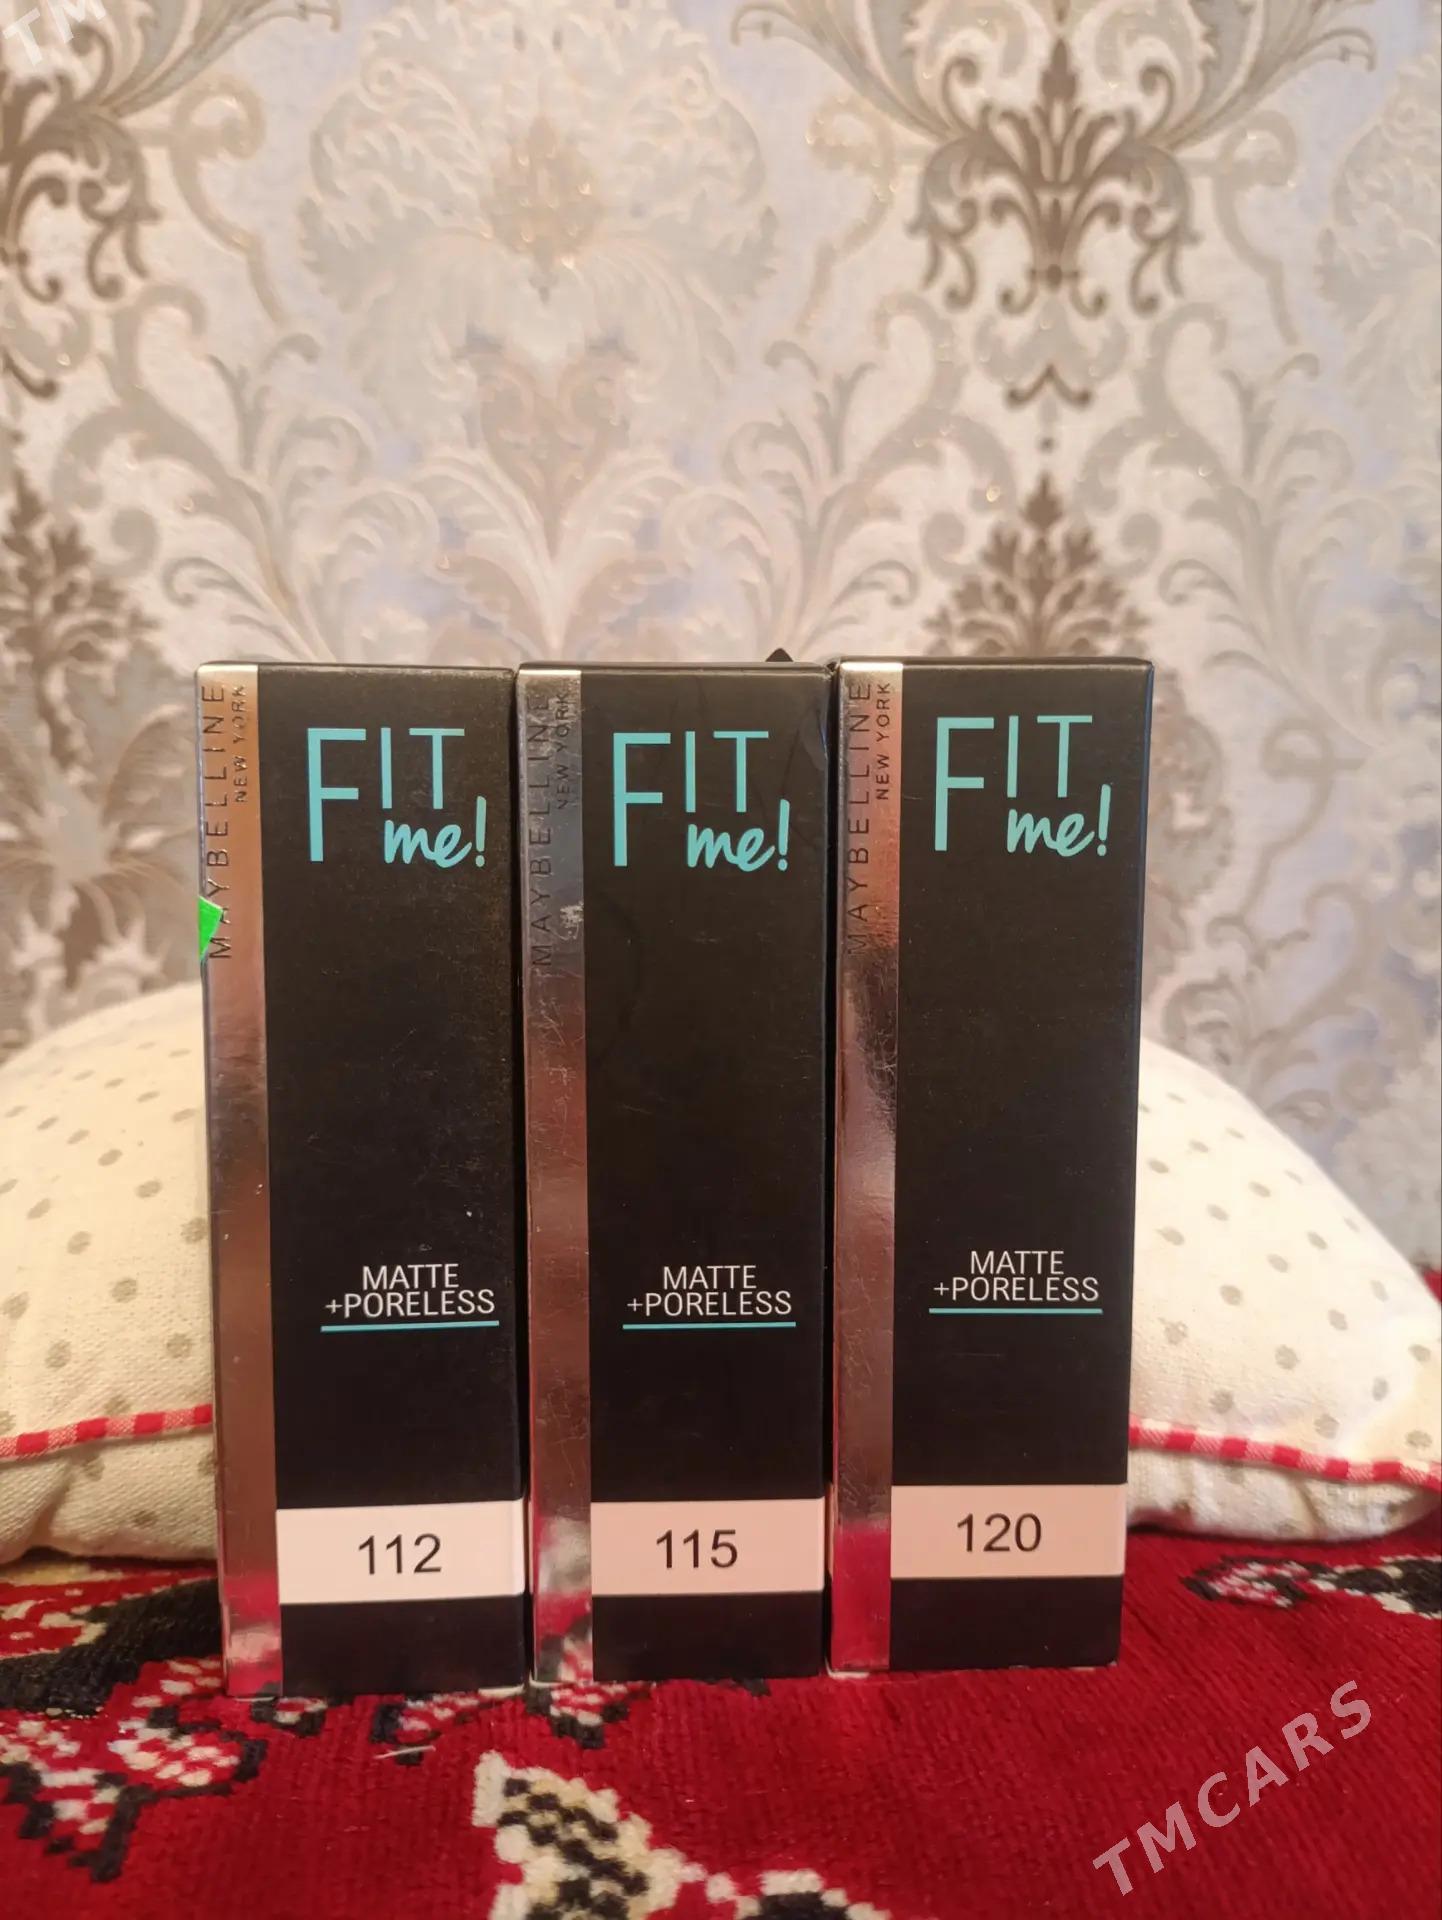 TM
MAYBELLINE
NEW YORK
FIT
me!
MATTE
+PORELESS
112
MAYBELLINE
NEW YORK
FIT
me!
MATTE
+PORELESS
115
MAYBELLINE
NEW YORK
FIT
me!
MATTE
+PORELESS
120
TMCARS